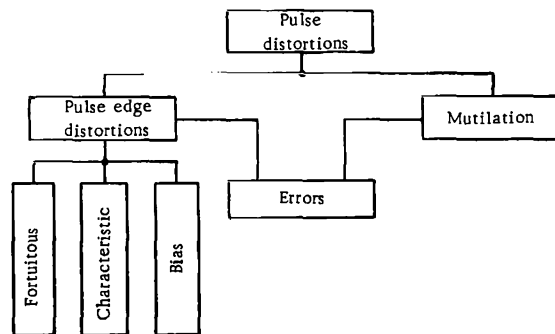 Pulse
distortions
Pulse edge
distortions
Mutilation
Errors
Fortuitous
Characteristic
Bias